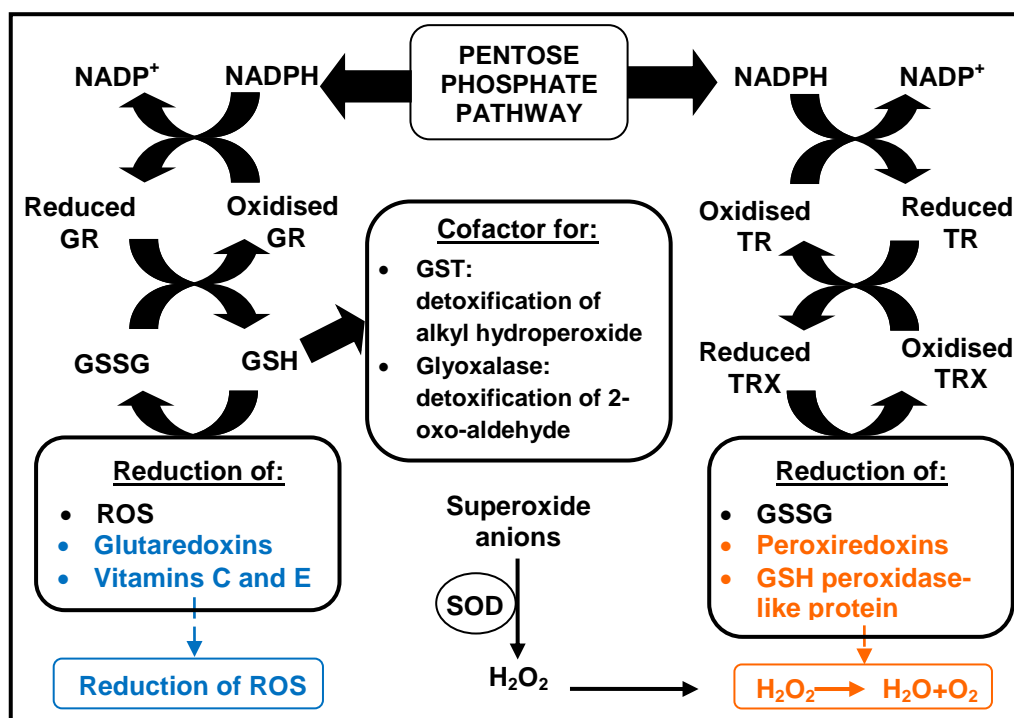 PENTOSE
PHOSPHATE
PATHWAY
NADP⁺
NADPH
NADPH
NADP⁺
Reduced
GR
Oxidised
GR
Oxidised
TR
Reduced
TR
Cofactor for:
• GST:
detoxification of
alkyl hydroperoxide
• Glyoxalase:
detoxification of 2-
oxo-aldehyde
GSSG
GSH
Reduced
TRX
Oxidised
TRX
Reduction of:
• ROS
• Glutaredoxins
• Vitamins C and E
Superoxide
anions
SOD
H₂O₂
Reduction of:
• GSSG
• Peroxiredoxins
• GSH peroxidase-
like protein
Reduction of ROS
H₂O₂ → H₂O+O₂